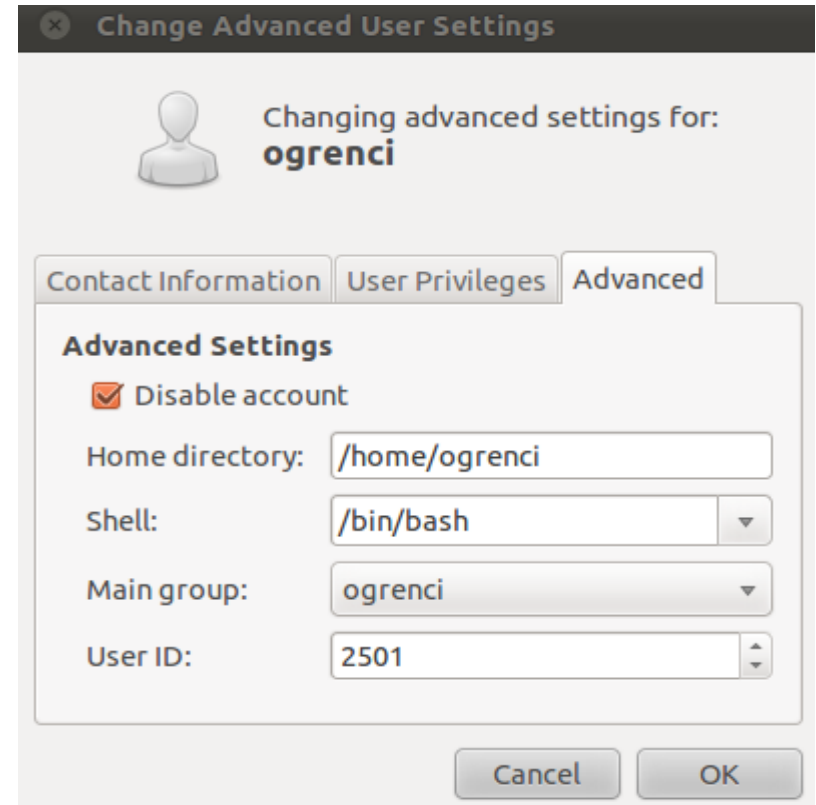 Change Advanced User Settings
Changing advanced settings for:
ogrenci
Contact Information User Privileges Advanced
Advanced Settings
Disable account
Home directory: /home/ogrenci
Shell: /bin/bash
Main group: ogrenci
User ID: 2501
Cancel OK